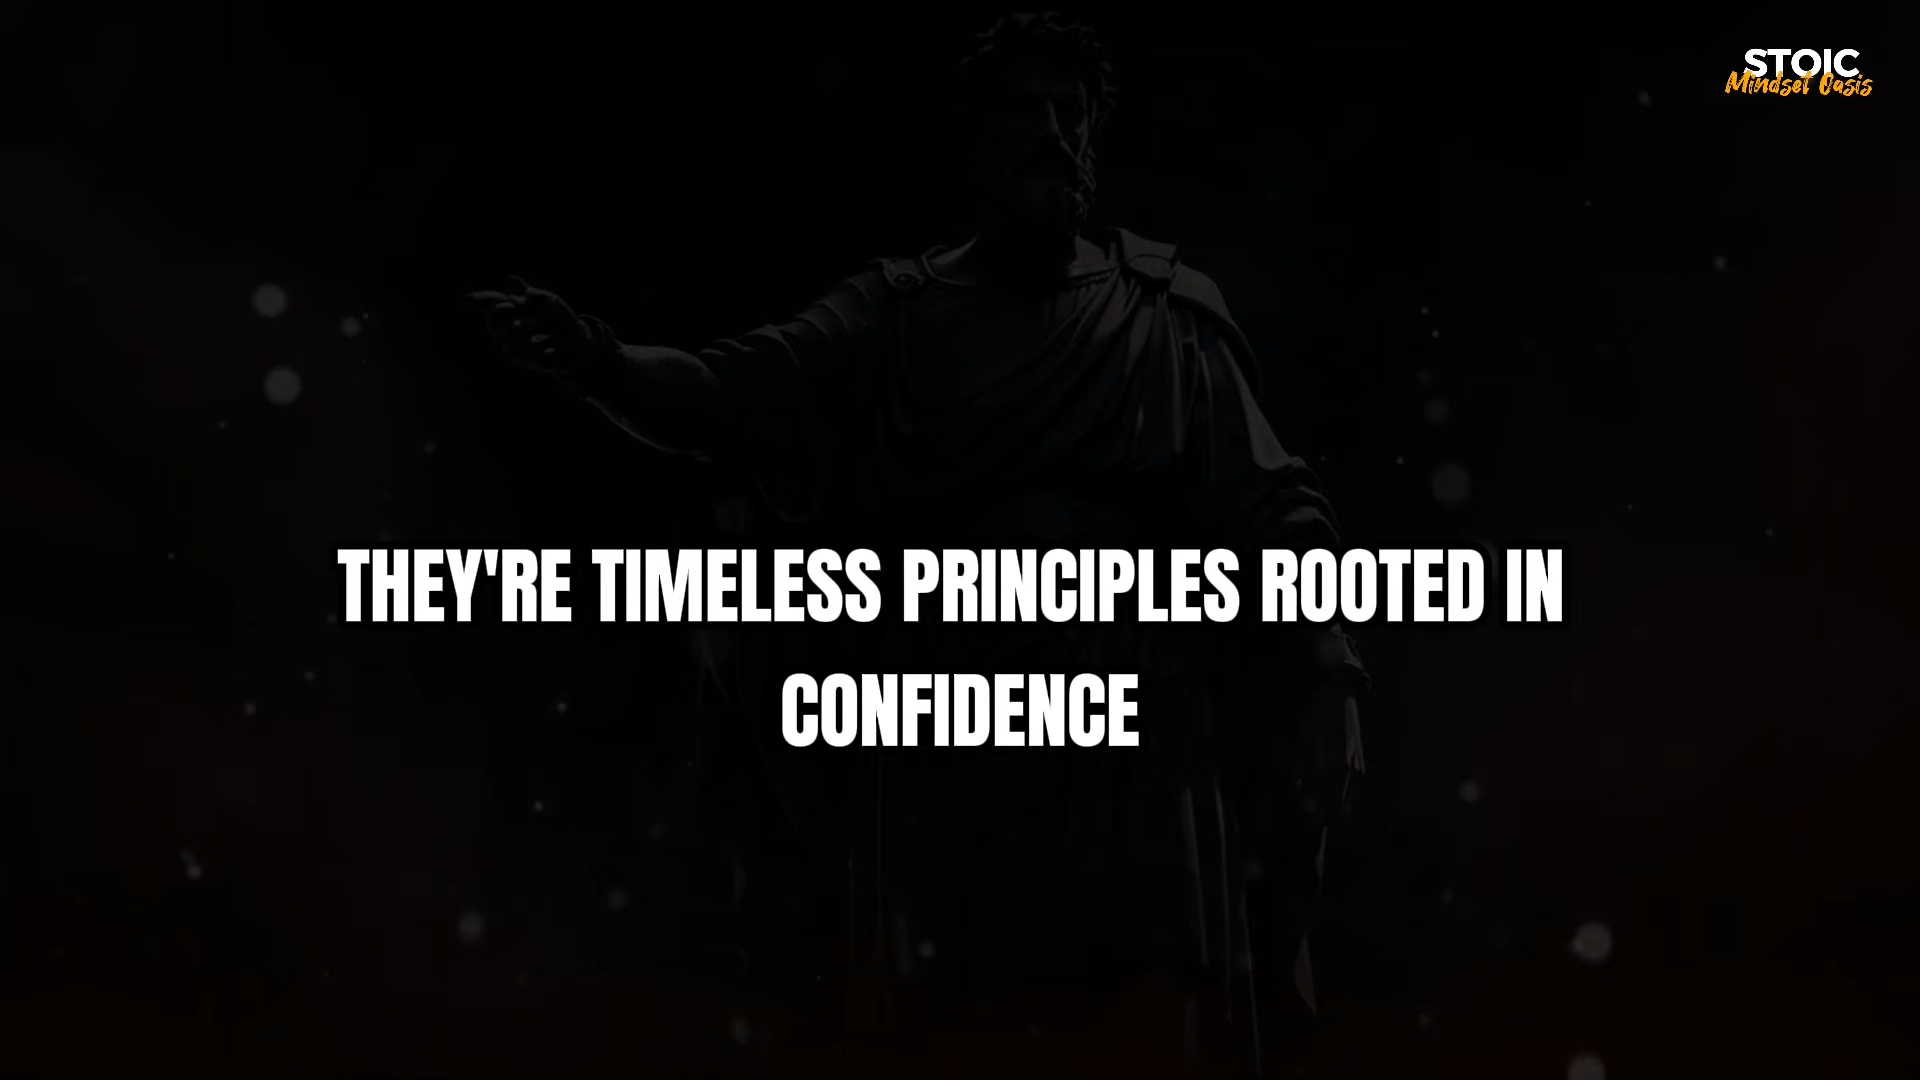 STOIC
Mindset Oasis
THEY'RE TIMELESS PRINCIPLES ROOTED IN
CONFIDENCE